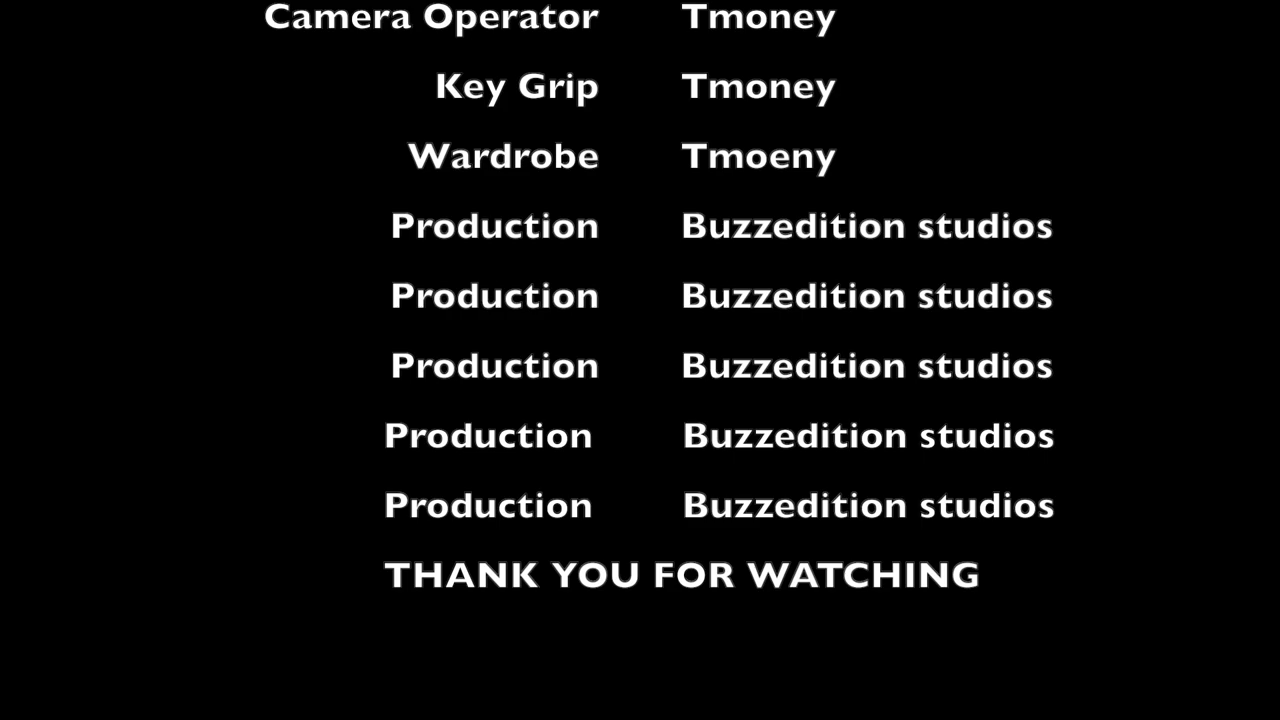 Camera Operator Tmoney
Key Grip Tmoney
Wardrobe Tmoeny
Production Buzzedition studios
Production Buzzedition studios
Production Buzzedition studios
Production Buzzedition studios
Production Buzzedition studios
THANK YOU FOR WATCHING